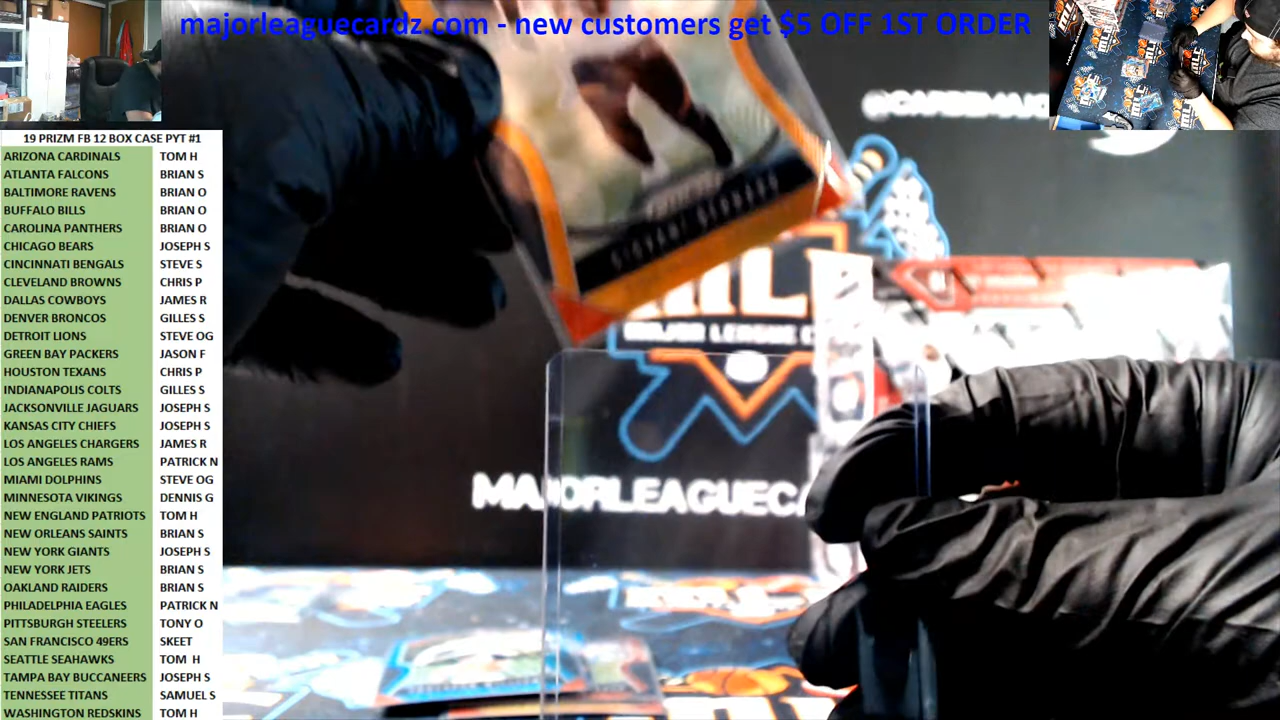 majorleaguecardz.com - new customers get $5 OFF 1ST ORDER
19 PRIZM FB 12 BOX CASE PYT #1
ARIZONA CARDINALS TOM H
ATLANTA FALCONS BRIAN S
BALTIMORE RAVENS BRIAN O
BUFFALO BILLS BRIAN O
CAROLINA PANTHERS BRIAN O
CHICAGO BEARS JOSEPH S
CINCINNATI BENGALS STEVE S
CLEVELAND BROWNS CHRIS P
DALLAS COWBOYS JAMES R
DENVER BRONCOS GILLES S
DETROIT LIONS STEVE OG
GREEN BAY PACKERS JASON F
HOUSTON TEXANS CHRIS P
INDIANAPOLIS COLTS GILLES S
JACKSONVILLE JAGUARS JOSEPH S
KANSAS CITY CHIEFS JOSEPH S
LOS ANGELES CHARGERS JAMES R
LOS ANGELES RAMS PATRICK N
MIAMI DOLPHINS STEVE OG
MINNESOTA VIKINGS DENNIS G
NEW ENGLAND PATRIOTS TOM H
NEW ORLEANS SAINTS BRIAN S
NEW YORK GIANTS JOSEPH S
NEW YORK JETS BRIAN S
OAKLAND RAIDERS BRIAN S
PHILADELPHIA EAGLES PATRICK N
PITTSBURGH STEELERS TONY O
SAN FRANCISCO 49ERS SKEET
SEATTLE SEAHAWKS TOM H
TAMPA BAY BUCCANEERS JOSEPH S
TENNESSEE TITANS SAMUEL S
WASHINGTON REDSKINS TOM H
GIOVANI BERNARD
MAJOR LEAGUE C
MAJORLEAGUECA